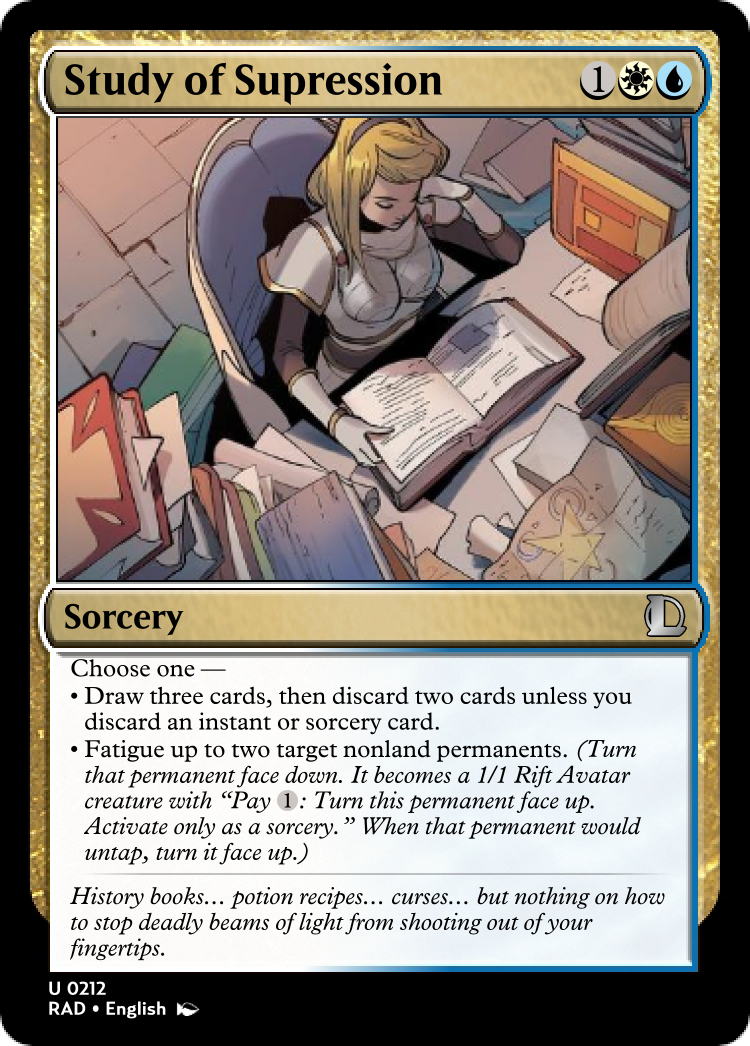 Study of Supression 1
Sorcery
Choose one —
• Draw three cards, then discard two cards unless you
discard an instant or sorcery card.
• Fatigue up to two target nonland permanents. (Turn
that permanent face down. It becomes a 1/1 Rift Avatar
creature with “Pay 1: Turn this permanent face up.
Activate only as a sorcery.” When that permanent would
untap, turn it face up.)
History books… potion recipes… curses… but nothing on how
to stop deadly beams of light from shooting out of your
fingertips.
U 0212
RAD • English